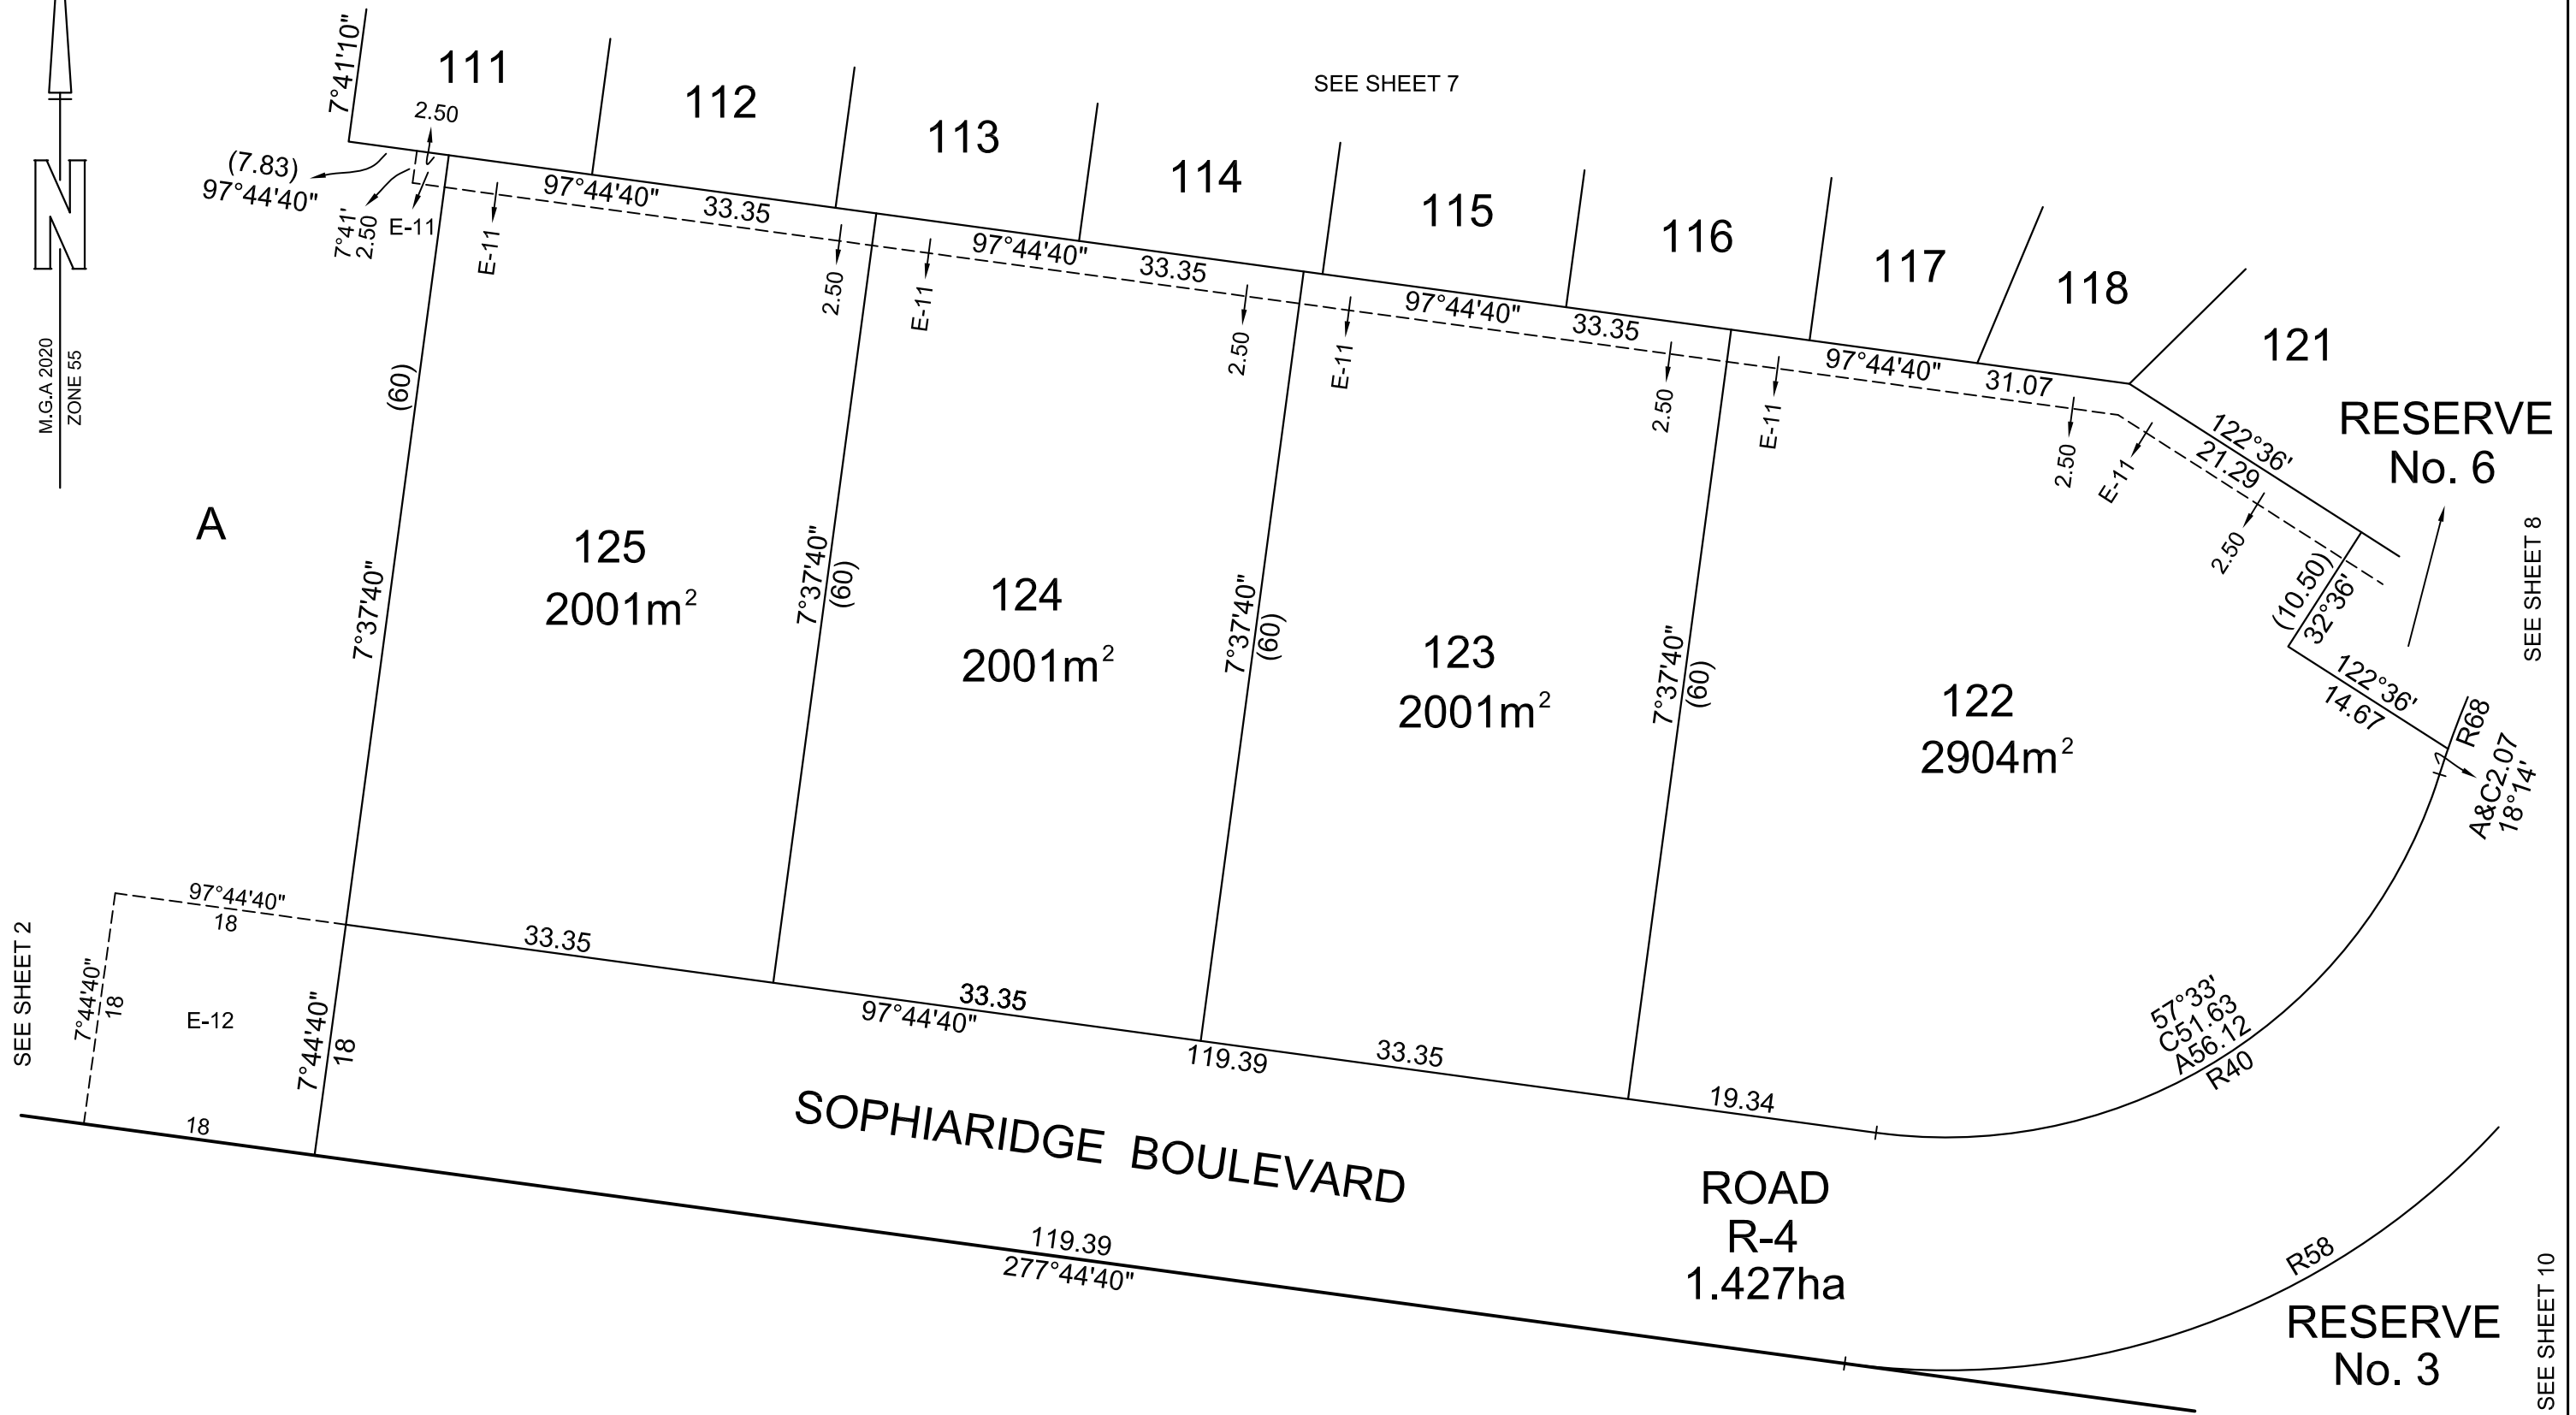 N
M.G.A 2020
ZONE 55
7°41'10"
111
2.50
112
113
114
115
116
117
118
121
SEE SHEET 7
(7.83)
97°44'40"
7°41'
2.50
E-11
E-11
97°44'40"
33.35
2.50
E-11
97°44'40"
33.35
2.50
E-11
97°44'40"
33.35
2.50
E-11
97°44'40"
31.07
2.50
E-11
122°36'
21.29
2.50
RESERVE
No. 6
SEE SHEET 8
(10.50)
32°36'
122°36'
14.67
R68
A&C2.07
18°14'
A
(60)
7°37'40"
125
2001m²
7°37'40"
(60)
124
2001m²
7°37'40"
(60)
123
2001m²
7°37'40"
(60)
122
2904m²
SEE SHEET 2
97°44'40"
18
7°44'40"
18
E-12
7°44'40"
18
18
33.35
33.35
97°44'40"
119.39
33.35
19.34
57°33'
C51.63
A56.12
R40
SOPHIARIDGE BOULEVARD
ROAD
R-4
1.427ha
119.39
277°44'40"
R58
RESERVE
No. 3
SEE SHEET 10